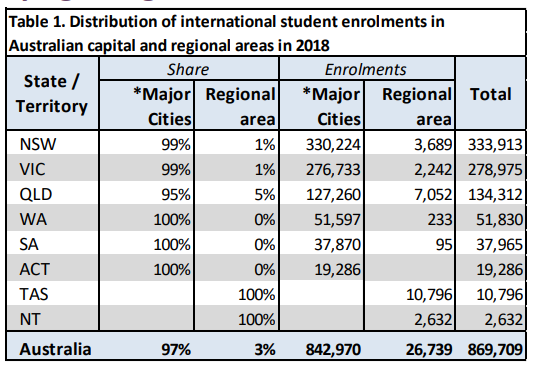 Table 1. Distribution of international student enrolments in
Australian capital and regional areas in 2018
State / Territory Share Enrolments Total
*Major Cities Regional area *Major Cities Regional area
NSW 99% 1% 330,224 3,689 333,913
VIC 99% 1% 276,733 2,242 278,975
QLD 95% 5% 127,260 7,052 134,312
WA 100% 0% 51,597 233 51,830
SA 100% 0% 37,870 95 37,965
ACT 100% 0% 19,286 19,286
TAS 100% 10,796 10,796
NT 100% 2,632 2,632
Australia 97% 3% 842,970 26,739 869,709